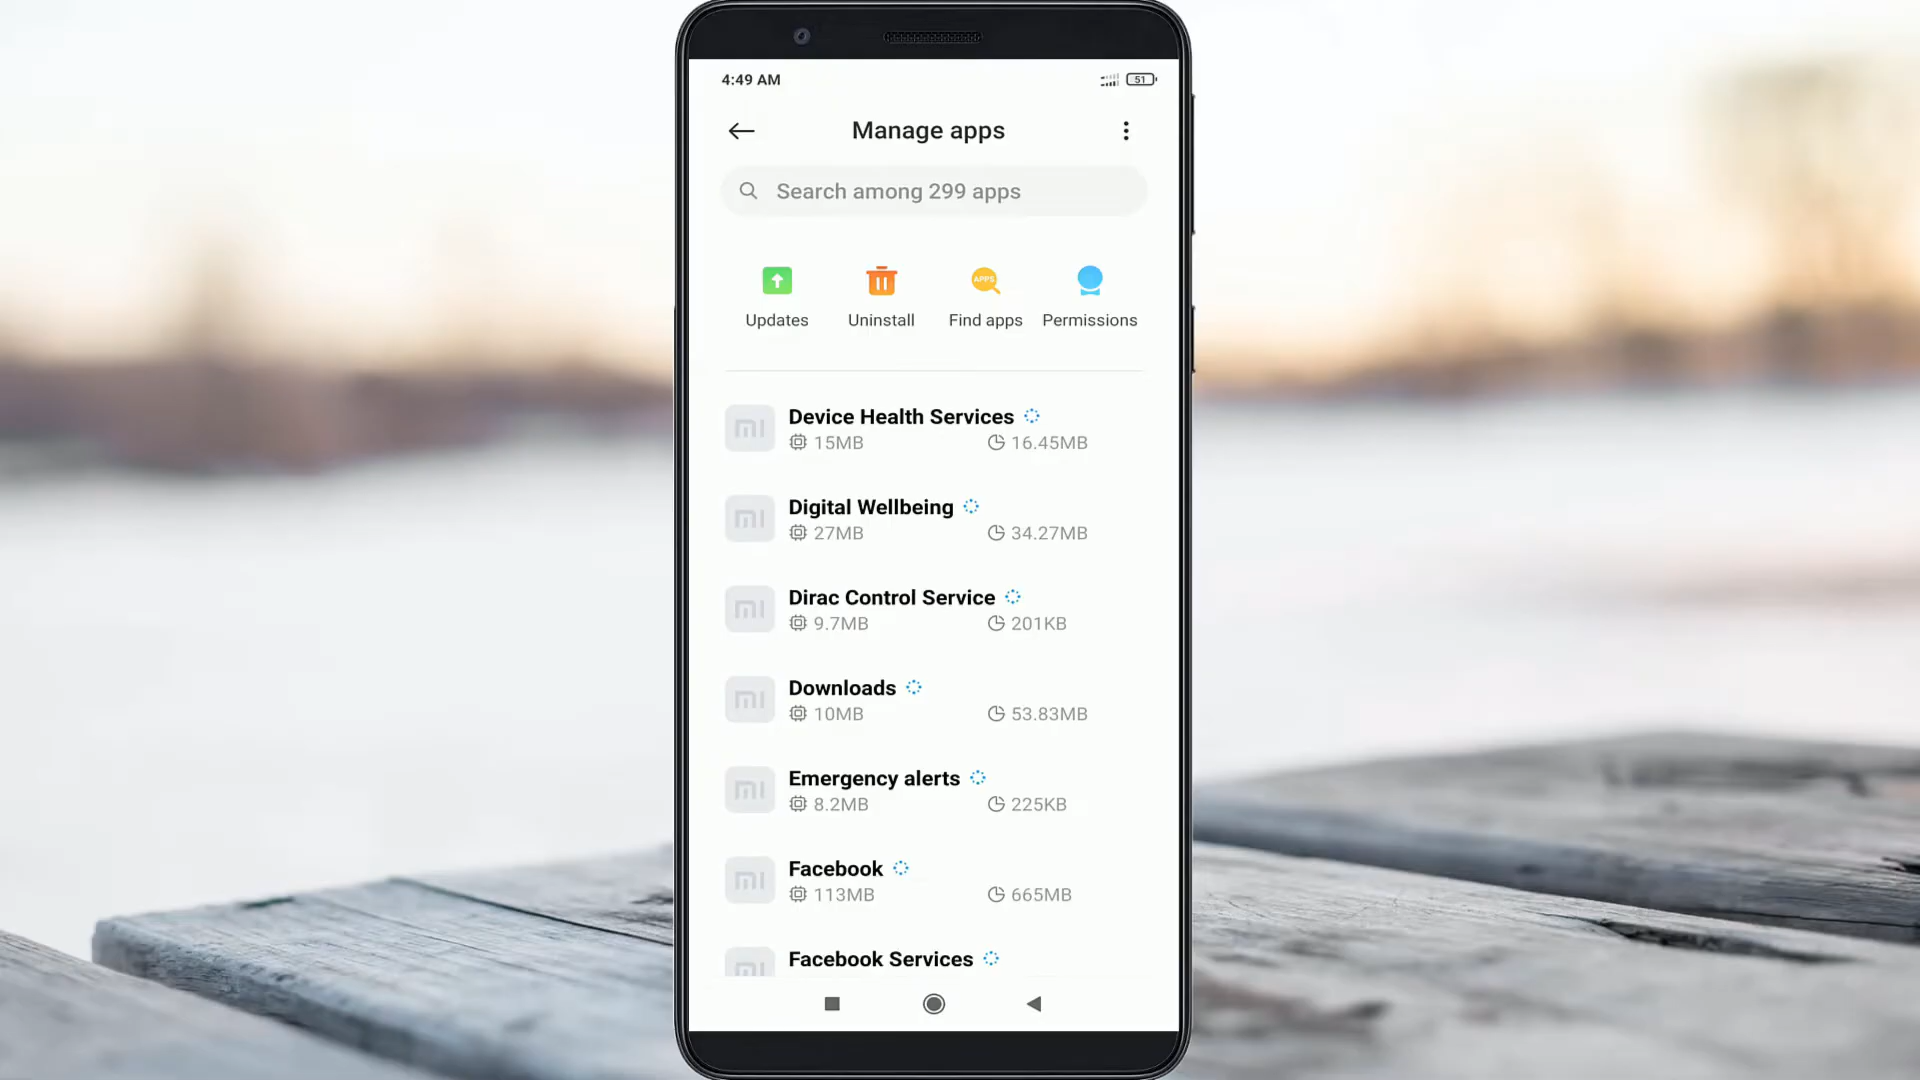 4:49 AM
51
Manage apps
Search among 299 apps
APPS
Updates
Uninstall
Find apps
Permissions
Device Health Services
15MB
16.45MB
Digital Wellbeing
27MB
34.27MB
Dirac Control Service
9.7MB
201KB
Downloads
10MB
53.83MB
Emergency alerts
8.2MB
225KB
Facebook
113MB
665MB
Facebook Services